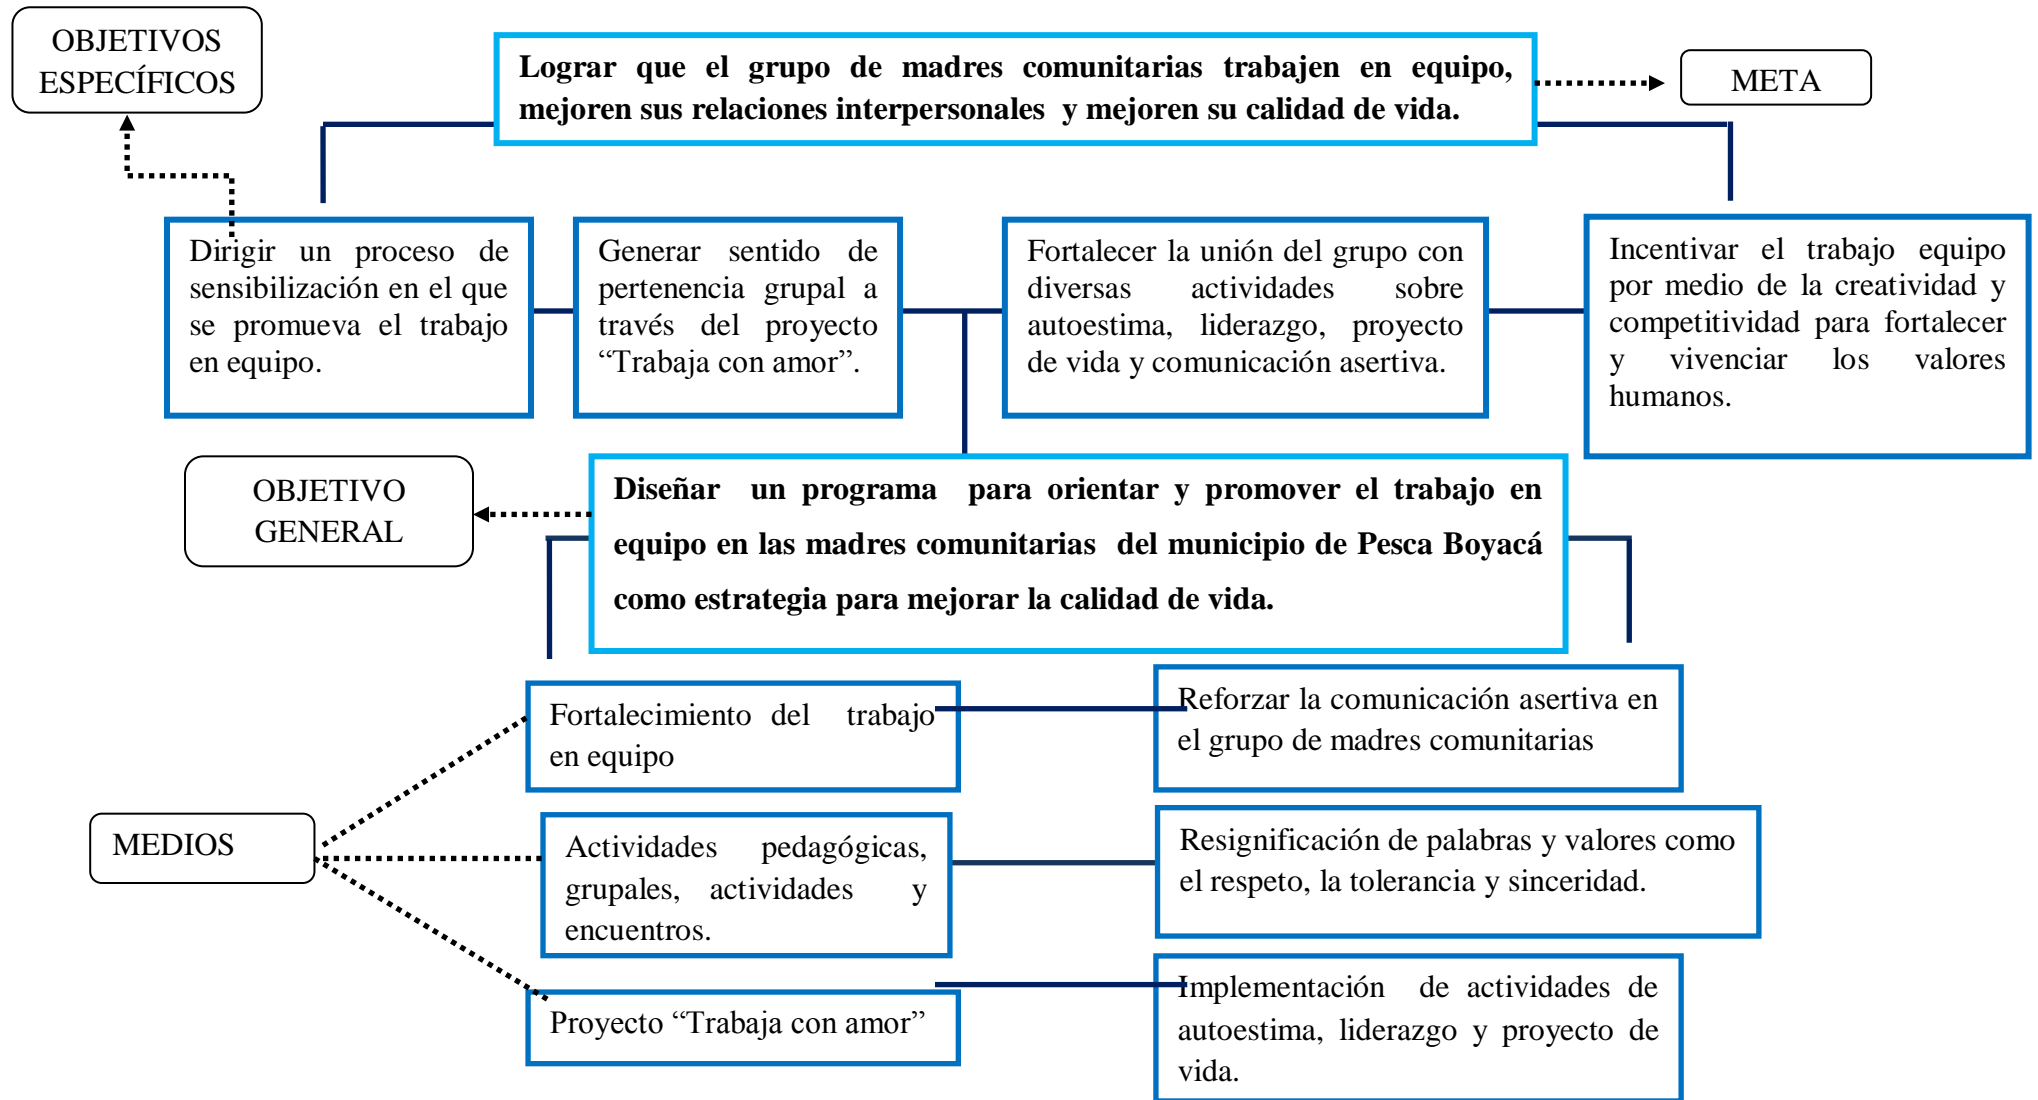 OBJETIVOS
ESPECÍFICOS
Lograr que el grupo de madres comunitarias trabajen en equipo,
mejoren sus relaciones interpersonales y mejoren su calidad de vida.
META
Dirigir un proceso de
sensibilización en el que
se promueva el trabajo
en equipo.
Generar sentido de
pertenencia grupal a
través del proyecto
“Trabaja con amor”.
Fortalecer la unión del grupo con
diversas actividades sobre
autoestima, liderazgo, proyecto
de vida y comunicación asertiva.
Incentivar el trabajo equipo
por medio de la creatividad y
competitividad para fortalecer
y vivenciar los valores
humanos.
OBJETIVO
GENERAL
Diseñar un programa para orientar y promover el trabajo en
equipo en las madres comunitarias del municipio de Pesca Boyacá
como estrategia para mejorar la calidad de vida.
Fortalecimiento del trabajo
en equipo
Reforzar la comunicación asertiva en
el grupo de madres comunitarias
MEDIOS
Actividades pedagógicas,
grupales, actividades y
encuentros.
Resignificación de palabras y valores como
el respeto, la tolerancia y sinceridad.
Proyecto “Trabaja con amor”
Implementación de actividades de
autoestima, liderazgo y proyecto de
vida.